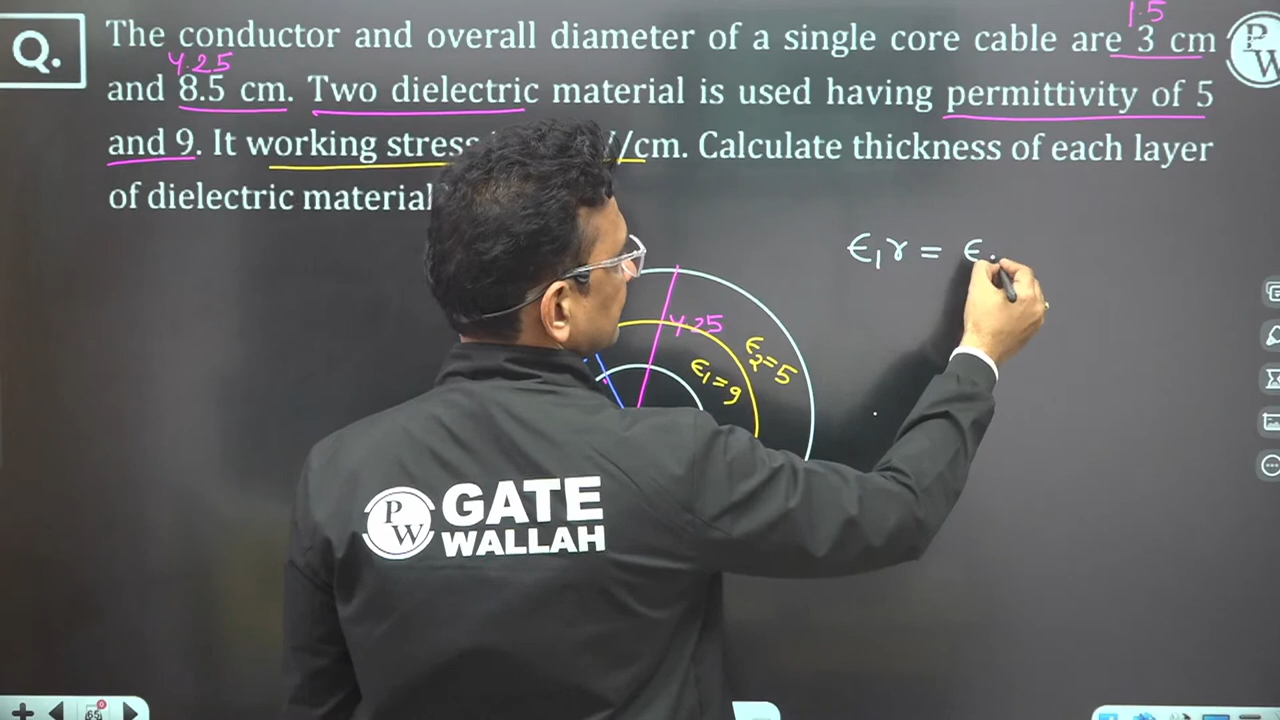 Q.
1.5
The conductor and overall diameter of a single core cable are 3 cm
4.25
and 8.5 cm. Two dielectric material is used having permittivity of 5
and 9. It working stress /cm. Calculate thickness of each layer
of dielectric material
P W
ϵ₁r = ϵ
4.25
ϵ₂=5
ϵ₁=9
P W GATE
WALLAH
65